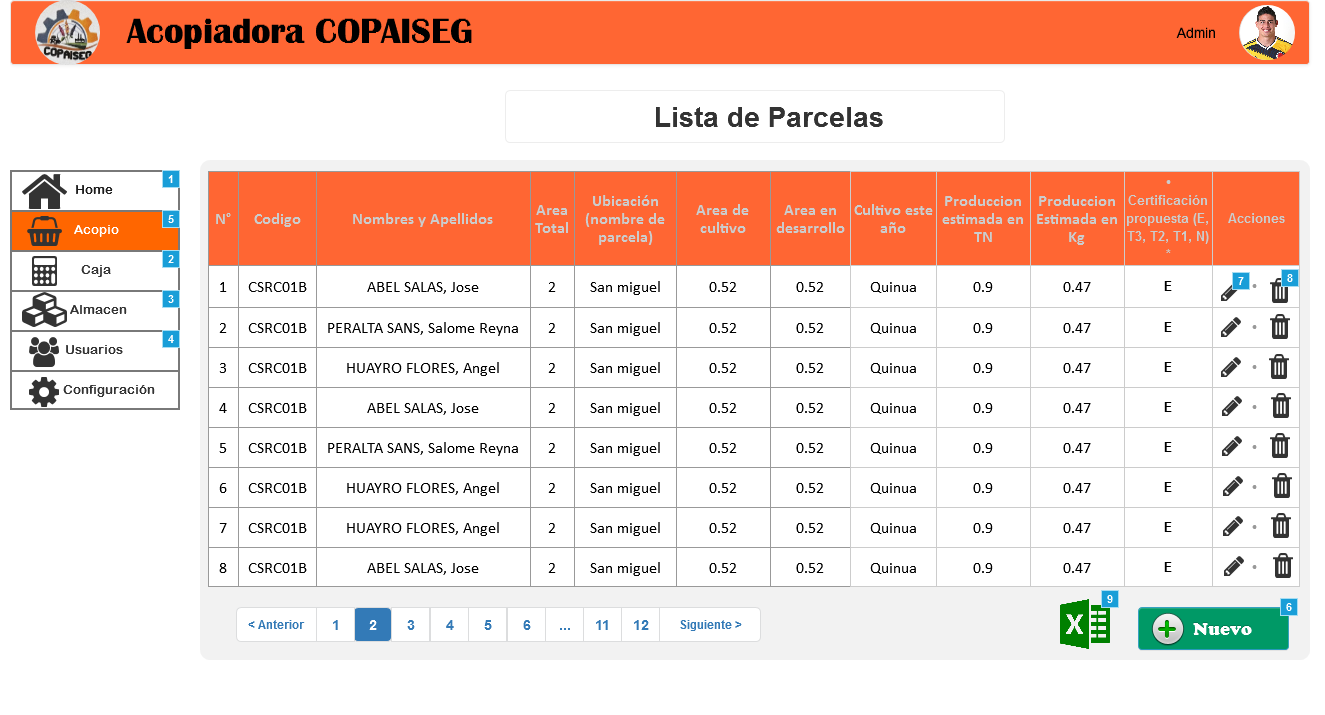 COPAISEG
Acopiadora COPAISEG
Admin
Lista de Parcelas
Home 1
Acopio 5
Caja 2
Almacen 3
Usuarios 4
Configuración
N° Codigo Nombres y Apellidos Area Total Ubicación (nombre de parcela) Area de cultivo Area en desarrollo Cultivo este año Produccion estimada en TN Produccion Estimada en Kg * Certificación propuesta (E, T3, T2, T1, N) * Acciones
1 CSRC01B ABEL SALAS, Jose 2 San miguel 0.52 0.52 Quinua 0.9 0.47 E 7 8
2 CSRC01B PERALTA SANS, Salome Reyna 2 San miguel 0.52 0.52 Quinua 0.9 0.47 E
3 CSRC01B HUAYRO FLORES, Angel 2 San miguel 0.52 0.52 Quinua 0.9 0.47 E
4 CSRC01B ABEL SALAS, Jose 2 San miguel 0.52 0.52 Quinua 0.9 0.47 E
5 CSRC01B PERALTA SANS, Salome Reyna 2 San miguel 0.52 0.52 Quinua 0.9 0.47 E
6 CSRC01B HUAYRO FLORES, Angel 2 San miguel 0.52 0.52 Quinua 0.9 0.47 E
7 CSRC01B HUAYRO FLORES, Angel 2 San miguel 0.52 0.52 Quinua 0.9 0.47 E
8 CSRC01B ABEL SALAS, Jose 2 San miguel 0.52 0.52 Quinua 0.9 0.47 E
< Anterior 1 2 3 4 5 6 ... 11 12 Siguiente >
X 9
Nuevo 6